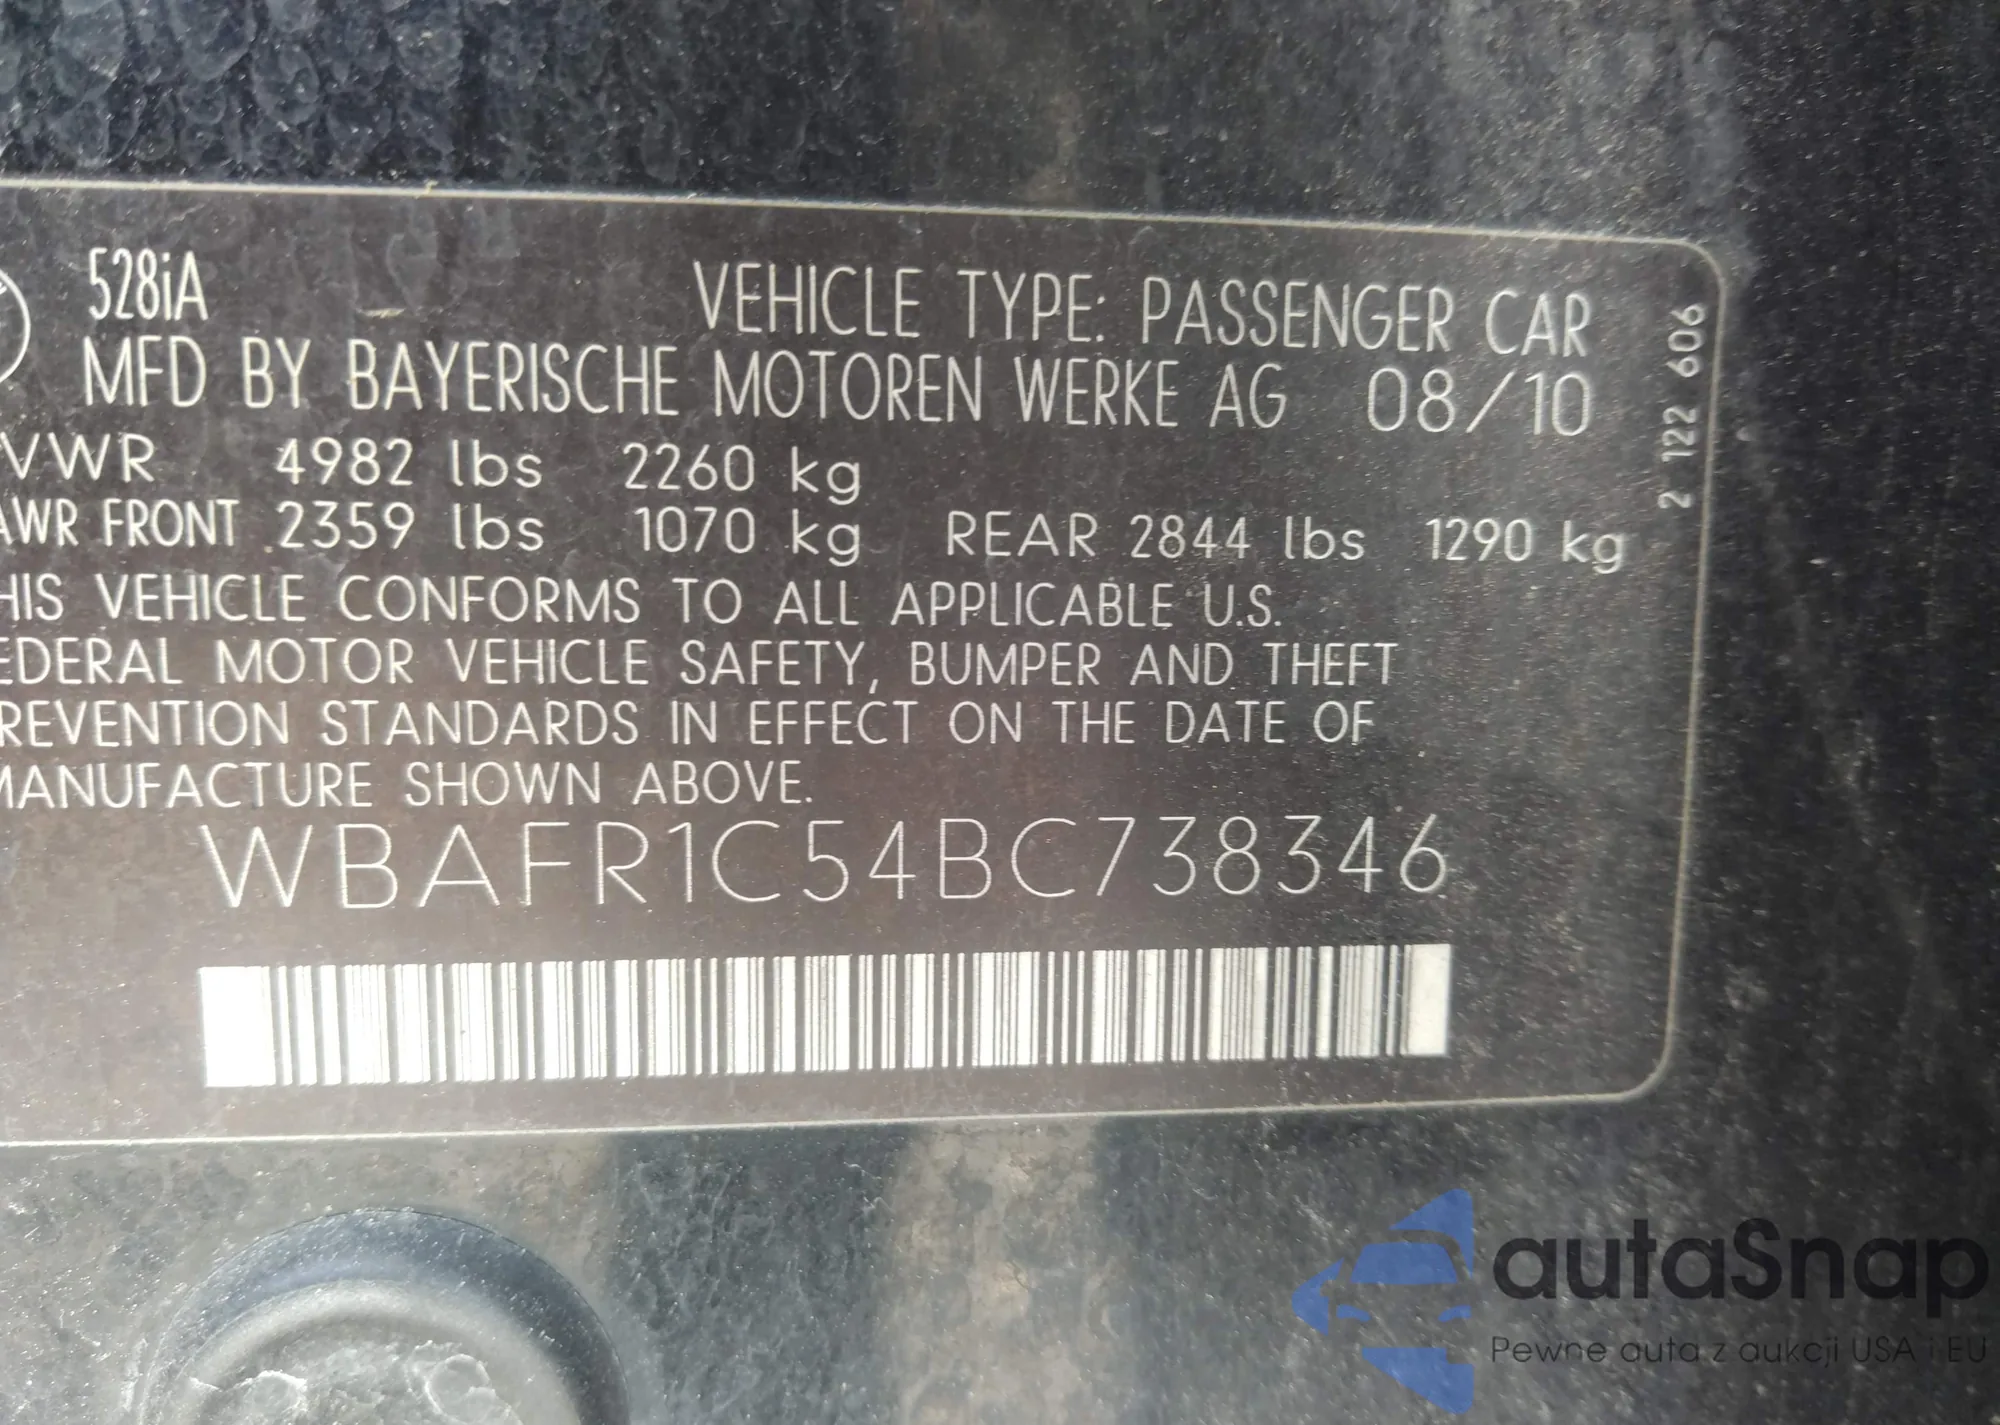 528iA
VEHICLE TYPE: PASSENGER CAR
MFD BY BAYERISCHE MOTOREN WERKE AG 08/10
VWR 4982 lbs 2260 kg
AWR FRONT 2359 lbs 1070 kg REAR 2844 lbs 1290 kg
HIS VEHICLE CONFORMS TO ALL APPLICABLE U.S.
EDERAL MOTOR VEHICLE SAFETY, BUMPER AND THEFT
REVENTION STANDARDS IN EFFECT ON THE DATE OF
MANUFACTURE SHOWN ABOVE.
WBAFR1C54BC738346
2 122 606
autaSnap
Pewne auta z aukcji USA i EU